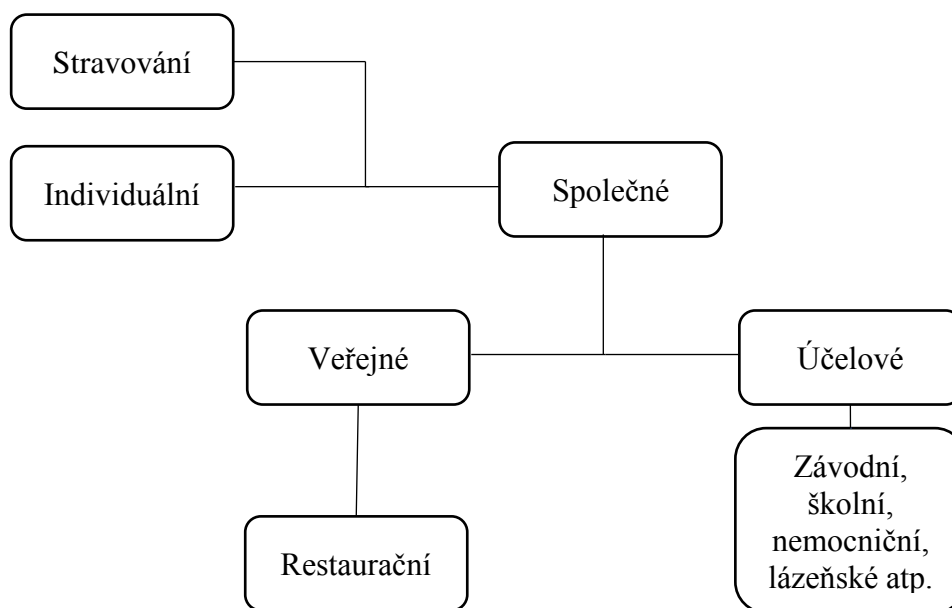 Stravování
Individuální
Společné
Veřejné
Účelové
Závodní,
školní,
nemocniční,
lázeňské atp.
Restaurační